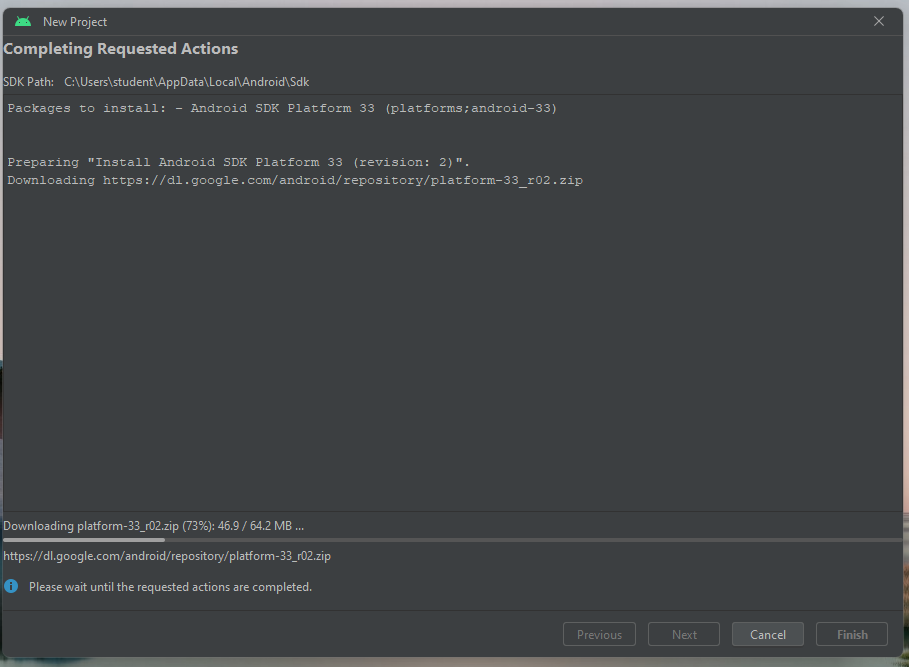 New Project
Completing Requested Actions
SDK Path: C:\Users\student\AppData\Local\Android\Sdk
Packages to install: - Android SDK Platform 33 (platforms;android-33)
Preparing "Install Android SDK Platform 33 (revision: 2)".
Downloading https://dl.google.com/android/repository/platform-33_r02.zip
Downloading platform-33_r02.zip (73%): 46.9 / 64.2 MB ...
https://dl.google.com/android/repository/platform-33_r02.zip
Please wait until the requested actions are completed.
Previous Next Cancel Finish